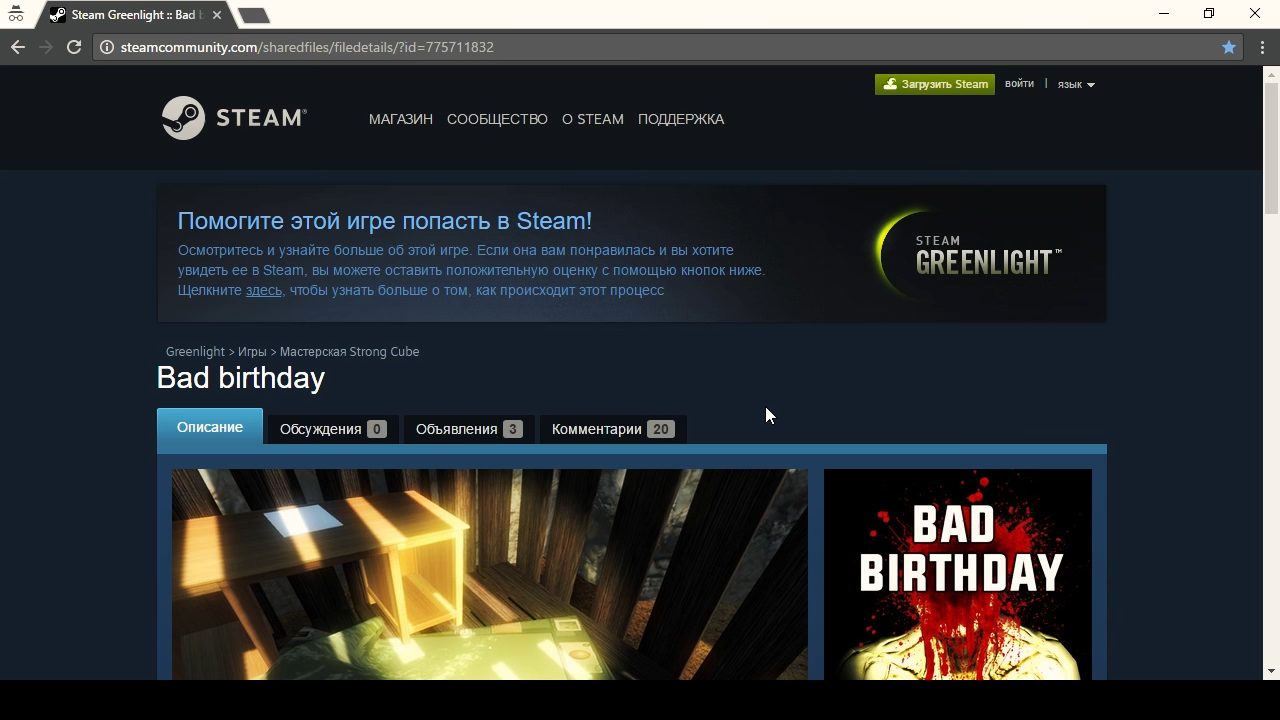 Steam Greenlight :: Bad b
steamcommunity.com/sharedfiles/filedetails/?id=775711832
Загрузить Steam войти | язык
STEAM®
МАГАЗИН СООБЩЕСТВО О STEAM ПОДДЕРЖКА
Помогите этой игре попасть в Steam!
Осмотритесь и узнайте больше об этой игре. Если она вам понравилась и вы хотите
увидеть ее в Steam, вы можете оставить положительную оценку с помощью кнопок ниже.
Щелкните здесь, чтобы узнать больше о том, как происходит этот процесс
STEAM
GREENLIGHT™
Greenlight > Игры > Мастерская Strong Cube
Bad birthday
Описание Обсуждения 0 Объявления 3 Комментарии 20
BAD
BIRTHDAY